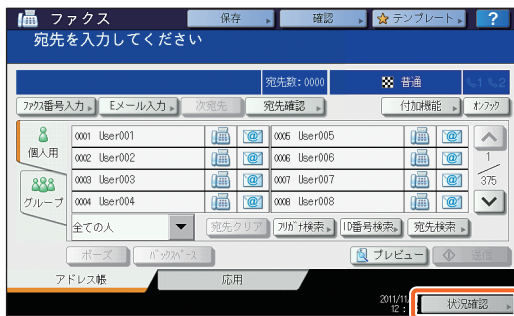 ファクス 保存 確認 テンプレート ?
宛先を入力してください
宛先数: 0000 普通 1 2
ﾌｧｸｽ番号入力 Eメール入力 次宛先 宛先確認 付加機能 ｵﾝﾌｯｸ
個人用
グループ
0001 User001 0005 User005
0002 User002 0006 User006
0003 User003 0007 User007
0004 User004 0008 User008
1
375
全ての人 宛先クリア ﾌﾘｶﾞﾅ検索 ID番号検索 宛先検索
ポーズ ﾊﾞｯｸｽﾍﾟｰｽ プレビュー 送信
アドレス帳 応用
2011/11/
12 :
状況確認